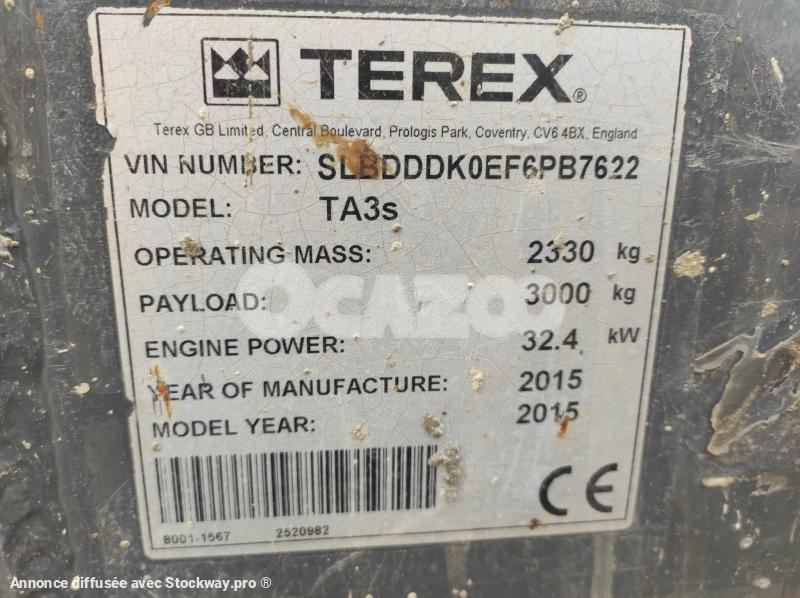 TEREX®
Terex GB Limited, Central Boulevard, Prologis Park, Coventry, CV6 4BX, England
VIN NUMBER: SLBDDDK0EF6PB7622
MODEL: TA3s
OPERATING MASS: 2330 kg
PAYLOAD: 3000 kg
OCAZOO
ENGINE POWER: 32.4 kW
YEAR OF MANUFACTURE: 2015
MODEL YEAR: 2015
CE
8001-1567 2520982
Annonce diffusée avec Stockway.pro ®